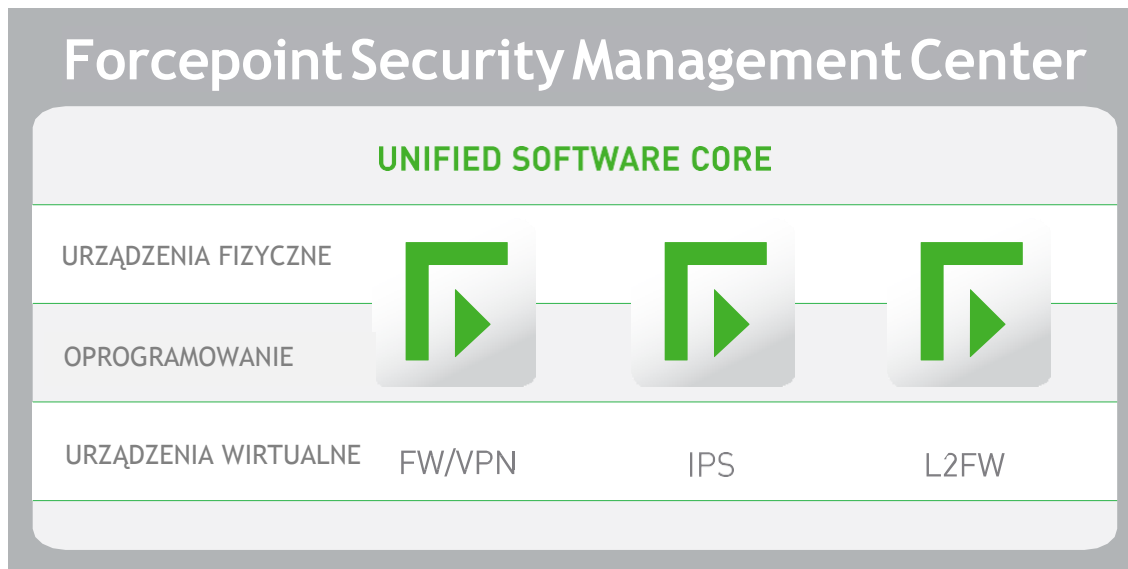 Forcepoint Security Management Center
UNIFIED SOFTWARE CORE
URZĄDZENIA FIZYCZNE
OPROGRAMOWANIE
URZĄDZENIA WIRTUALNE
FW/VPN
IPS
L2FW